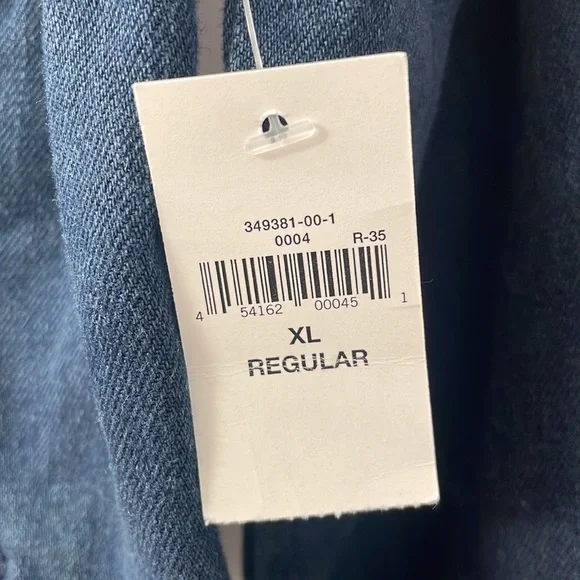 349381-00-1
0004 R-35
4 54162 00045 1
XL
REGULAR